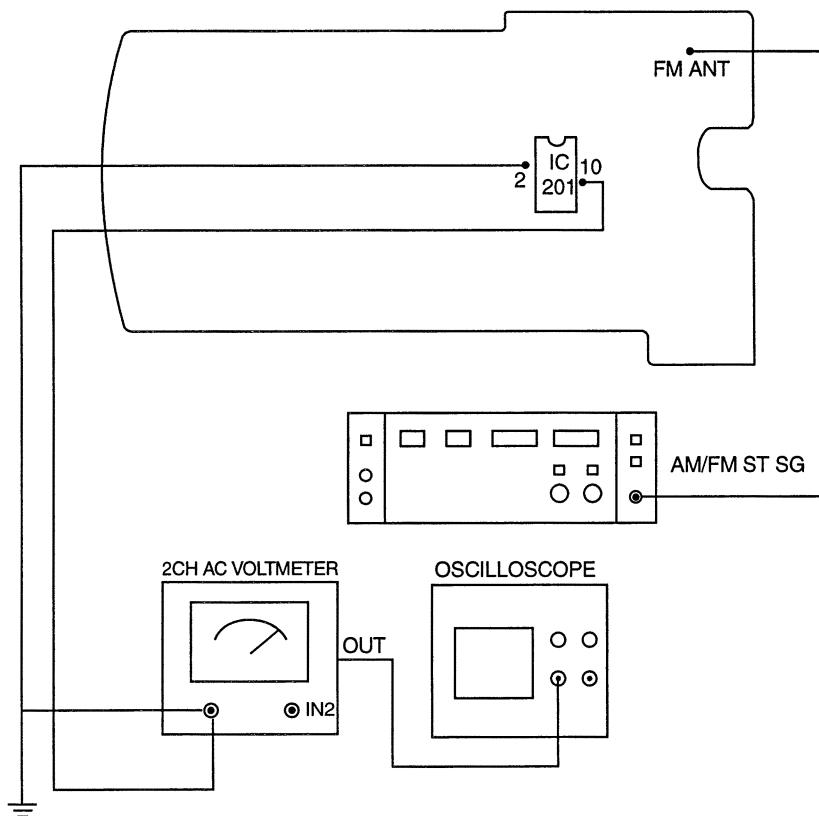 FM ANT
IC
201
2
10
AM/FM ST SG
2CH AC VOLTMETER
OSCILLOSCOPE
OUT
IN2